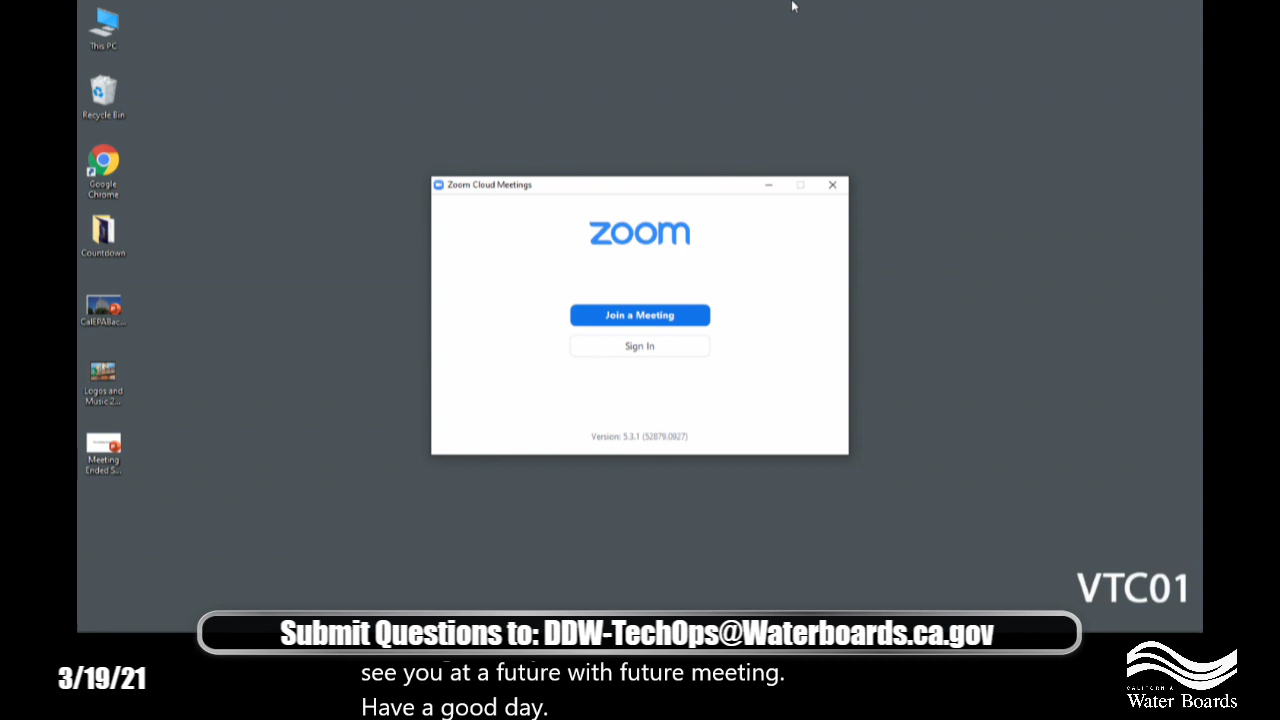 This PC
Recycle Bin
Google
Chrome
Countdown
CalEPABac...
Logos and
Music 2...
Meeting
Ended S...
Zoom Cloud Meetings
zoom
Join a Meeting
Sign In
Version: 5.3.1 (52879.0927)
VTC01
Submit Questions to: DDW-TechOps@Waterboards.ca.gov
3/19/21
see you at a future with future meeting.
Have a good day.
CALIFORNIA
Water Boards